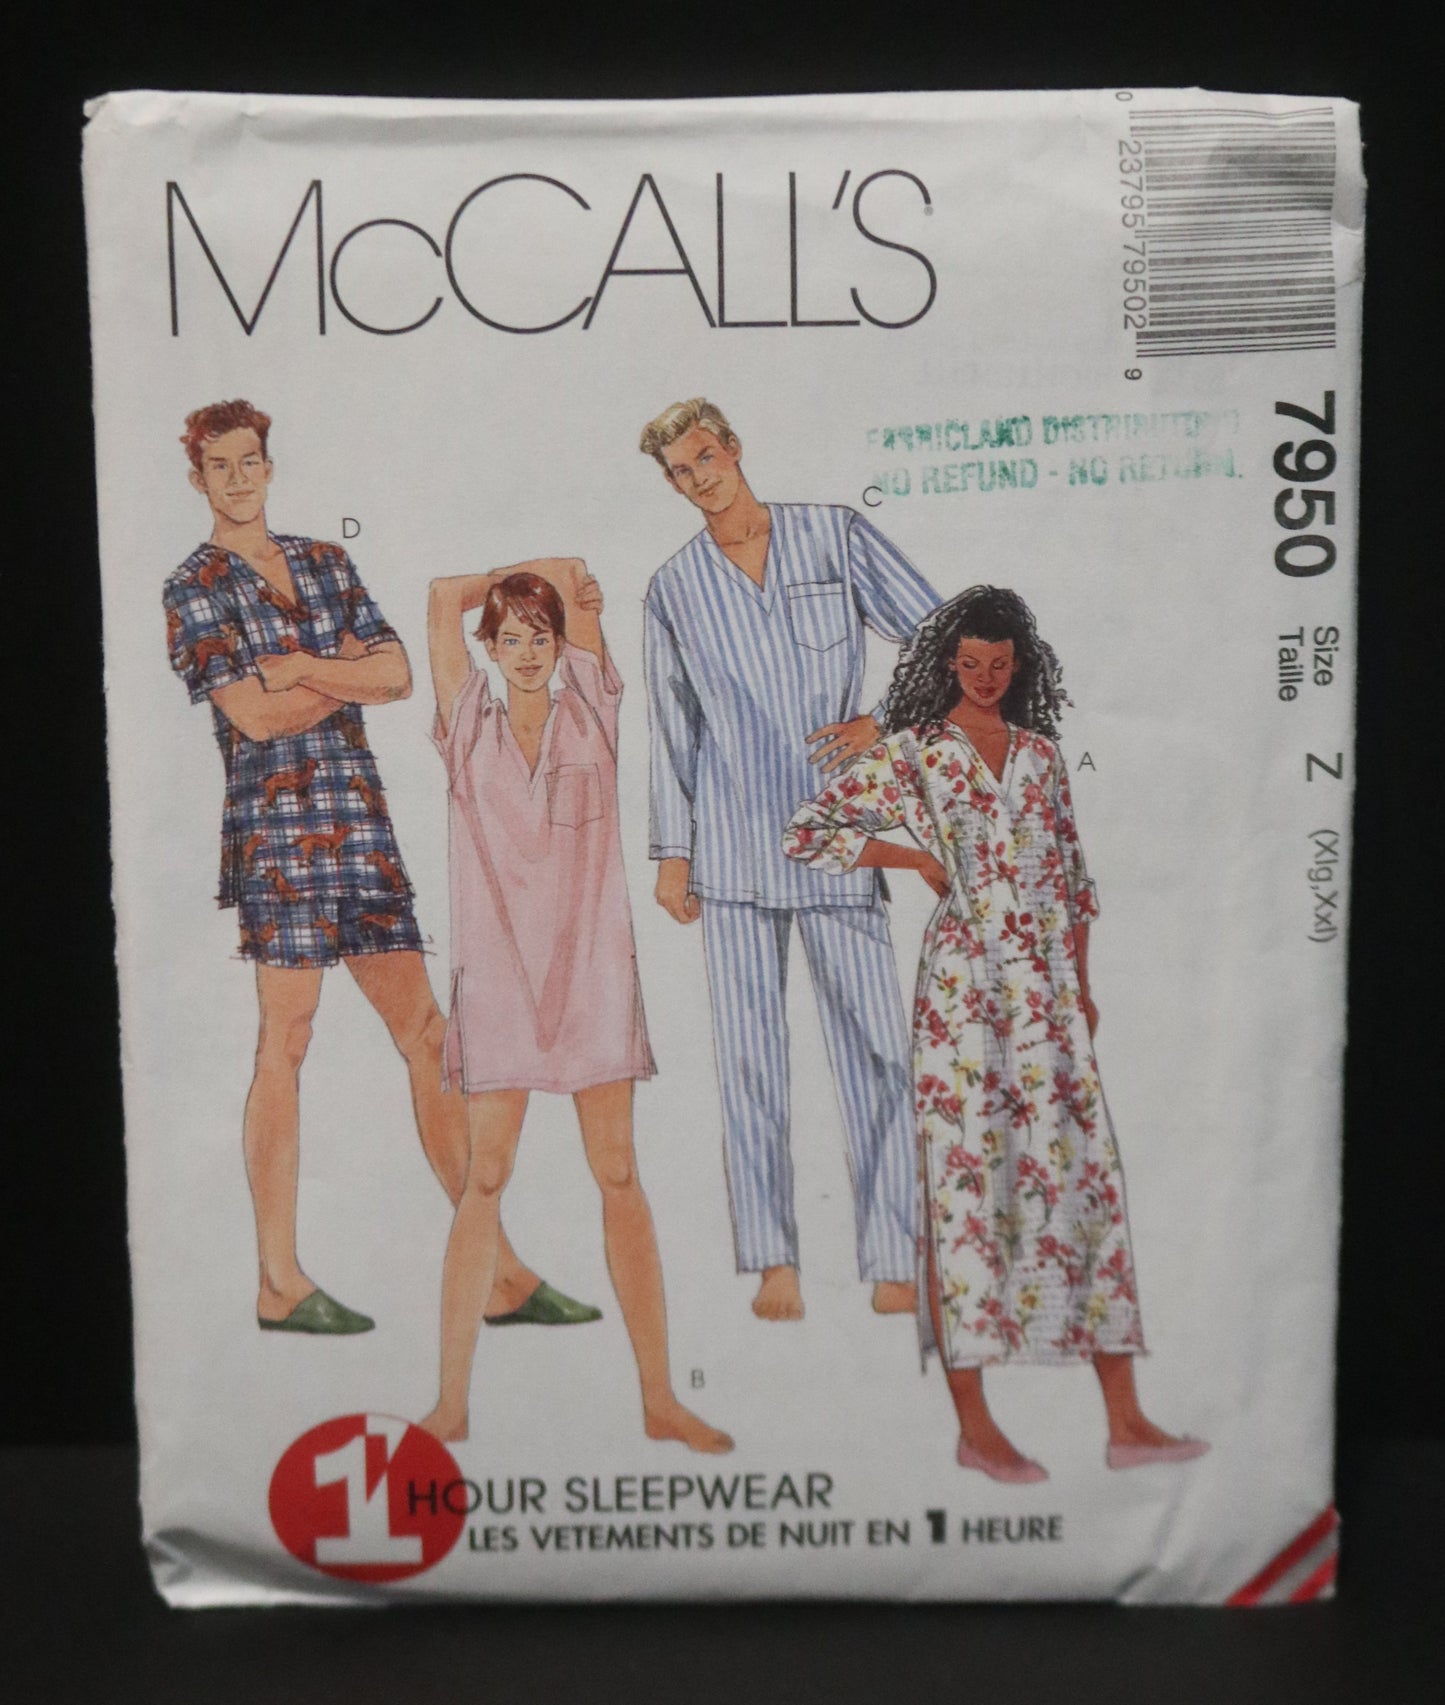 McCALL'S®
0 23795 79502 9
7950
Size Z (Xlg,Xxl)
Taille
FABRICLAND DISTRIBUTORS
NO REFUND - NO RETURN.
D
C
A
B
1 HOUR SLEEPWEAR
LES VETEMENTS DE NUIT EN 1 HEURE